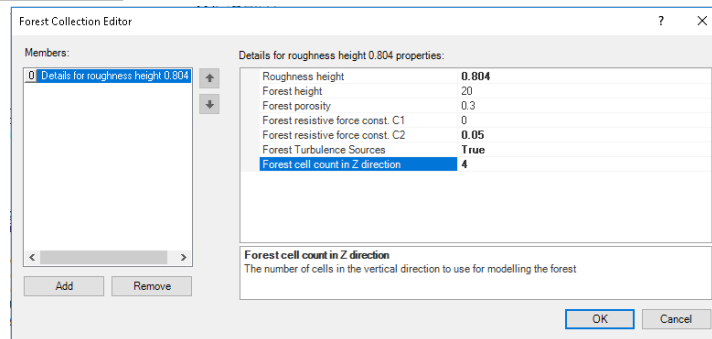 Forest Collection Editor
? X
Members:
0 Details for roughness height 0.804
Add
Remove
Details for roughness height 0.804 properties:
Roughness height 0.804
Forest height 20
Forest porosity 0.3
Forest resistive force const. C1 0
Forest resistive force const. C2 0.05
Forest Turbulence Sources True
Forest cell count in Z direction 4
Forest cell count in Z direction
The number of cells in the vertical direction to use for modelling the forest
OK
Cancel